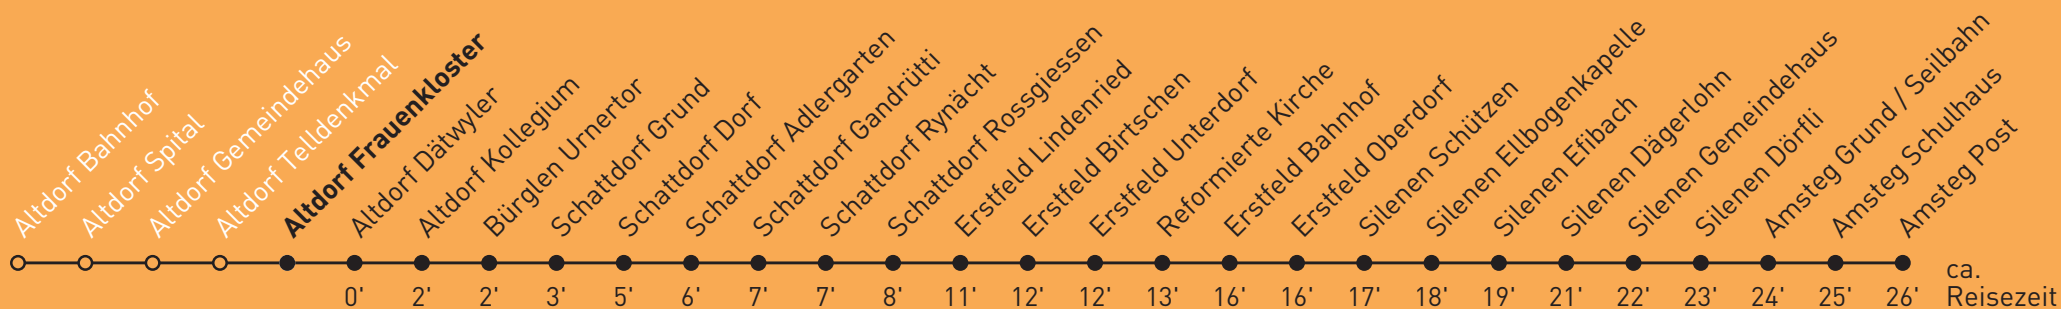 Altdorf Bahnhof
Altdorf Spital
Altdorf Gemeindehaus
Altdorf Telldenkmal
Altdorf Frauenkloster
Altdorf Dätwyler
Altdorf Kollegium
Bürglen Urnertor
Schattdorf Grund
Schattdorf Dorf
Schattdorf Adlergarten
Schattdorf Gandrütti
Schattdorf Rynächt
Schattdorf Rossgiessen
Erstfeld Lindenried
Erstfeld Birtschen
Erstfeld Unterdorf
Reformierte Kirche
Erstfeld Bahnhof
Erstfeld Oberdorf
Silenen Schützen
Silenen Ellbogenkapelle
Silenen Efibach
Silenen Dägerlohn
Silenen Gemeindehaus
Silenen Dörfli
Amsteg Grund / Seilbahn
Amsteg Schulhaus
Amsteg Post
0' 2' 2' 3' 5' 6' 7' 7' 8' 11' 12' 12' 13' 16' 16' 17' 18' 19' 21' 22' 23' 24' 25' 26'
ca.
Reisezeit